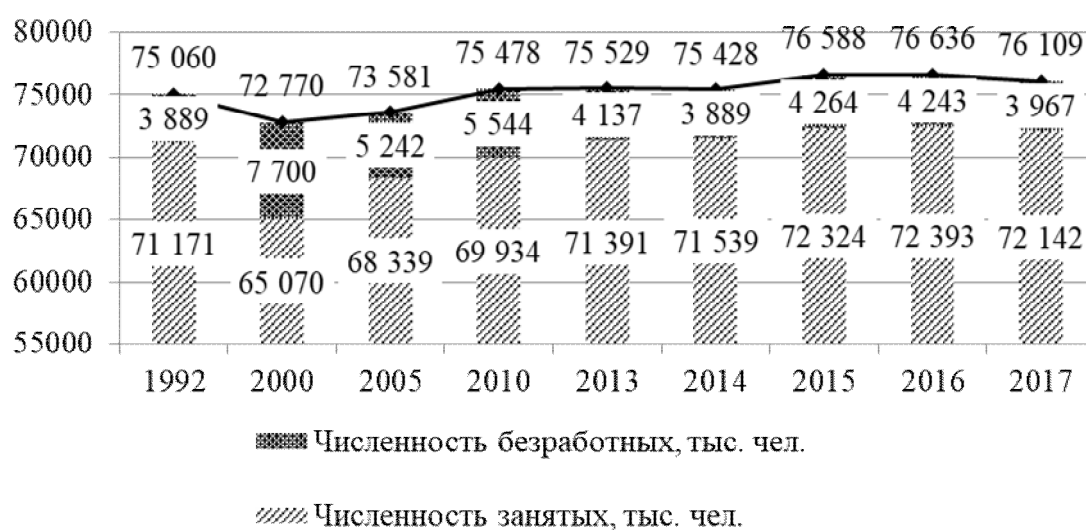 80000
75 060 72 770 73 581 75 478 75 529 75 428 76 588 76 636 76 109
75000
3 889 7 700 5 242 5 544 4 137 3 889 4 264 4 243 3 967
70000
65000
71 171 65 070 68 339 69 934 71 391 71 539 72 324 72 393 72 142
60000
55000
1992 2000 2005 2010 2013 2014 2015 2016 2017
Численность безработных, тыс. чел.
Численность занятых, тыс. чел.